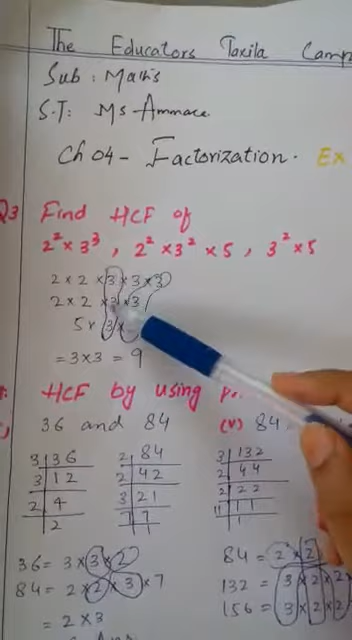 The Educators Taxila Camp
Sub : Math's
S.T: Ms Ammara
Ch 04 - Factorization. Ex
Q3 Find HCF of
2² × 3³ , 2² × 3² × 5 , 3² × 5
2 × 2 × 3 × 3 × 3
2 × 2 × 3 × 3
5 × 3 ×
= 3×3 = 9
HCF by using
36 and 84 (v) 84
3 | 36
3 | 12
2 | 4
2
2 | 84
2 | 42
3 | 21
7 | 7
1
3 | 132
2 | 44
2 | 22
11 | 11
1
36 = 3 × 3 × 2
84 = 2 × 2 × 3 × 7
= 2 × 3
84 = 2 × 2
132 = 3 × 2 × 2
156 = 3 × 2 × 2